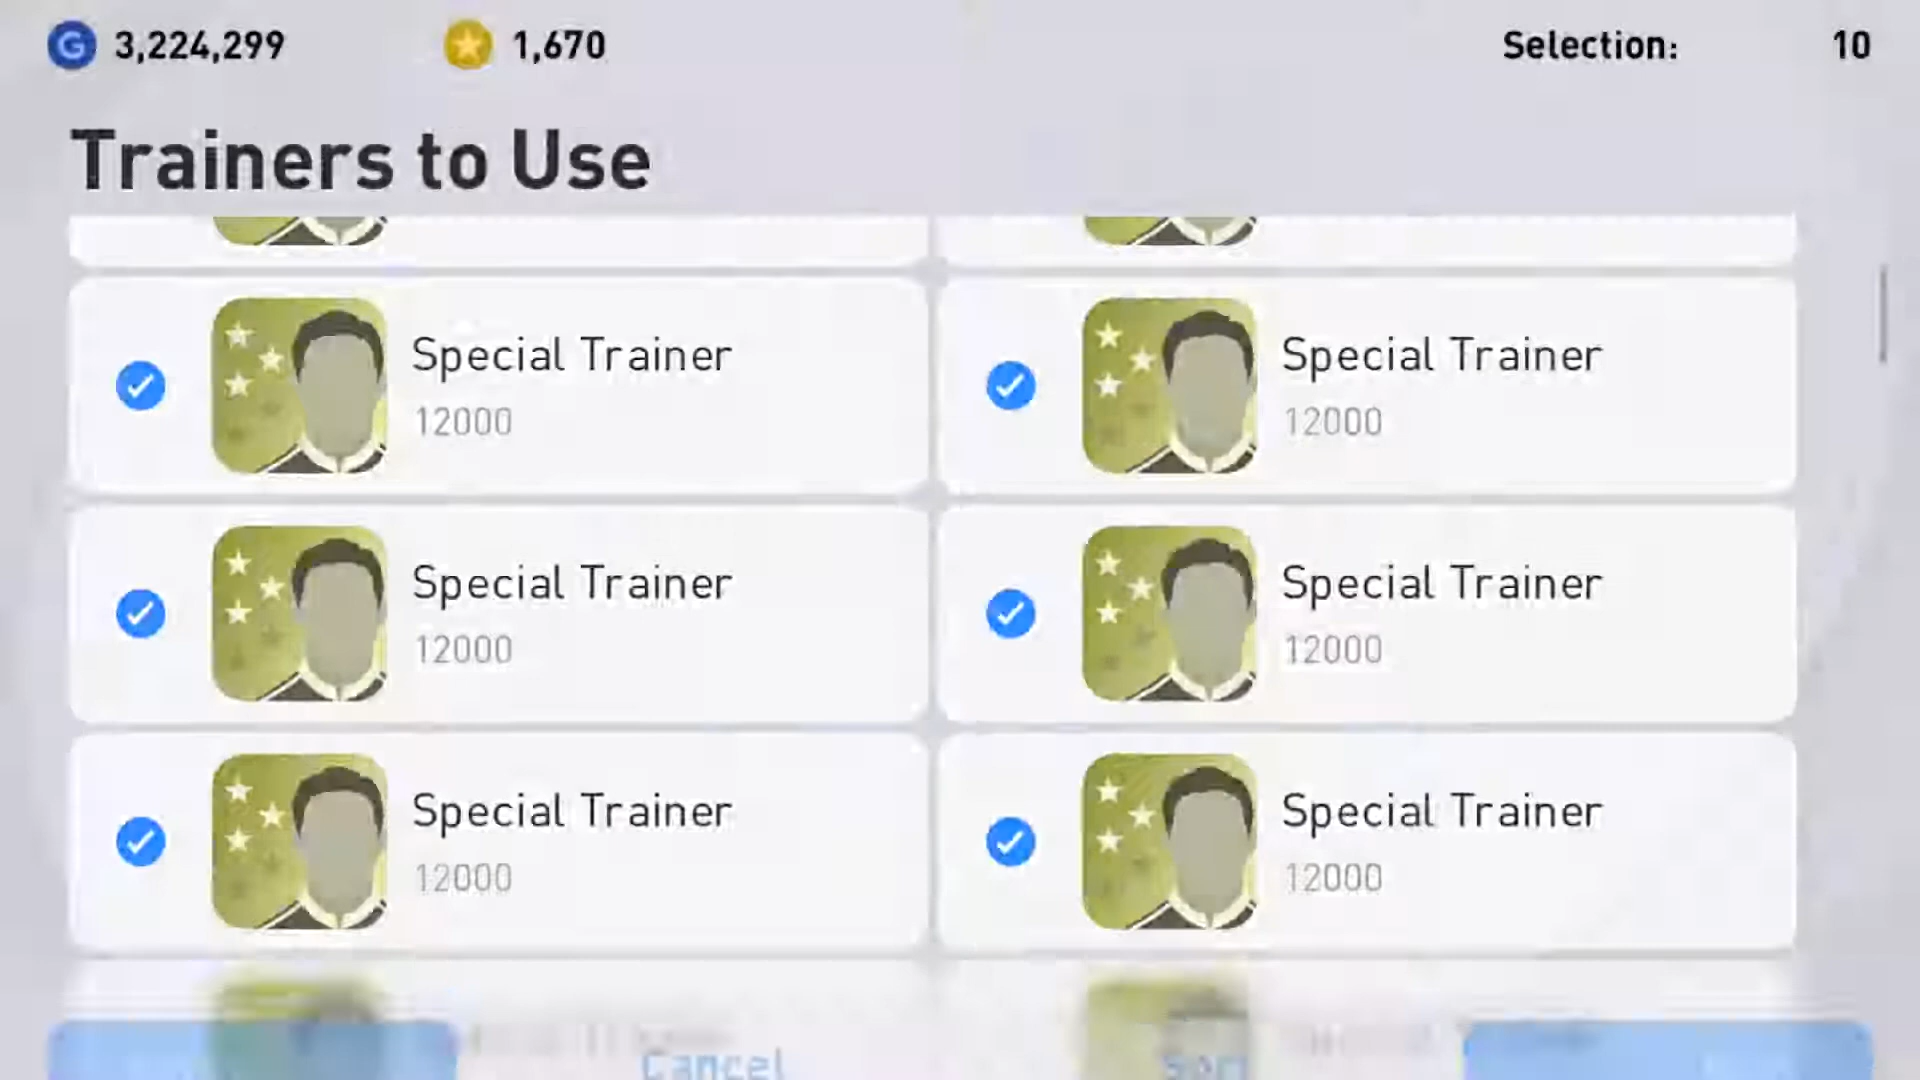 G 3,224,299 1,670 Selection: 10
Trainers to Use
Special Trainer Special Trainer
12000 12000
Special Trainer Special Trainer
12000 12000
Special Trainer Special Trainer
12000 12000
Cancel Sort